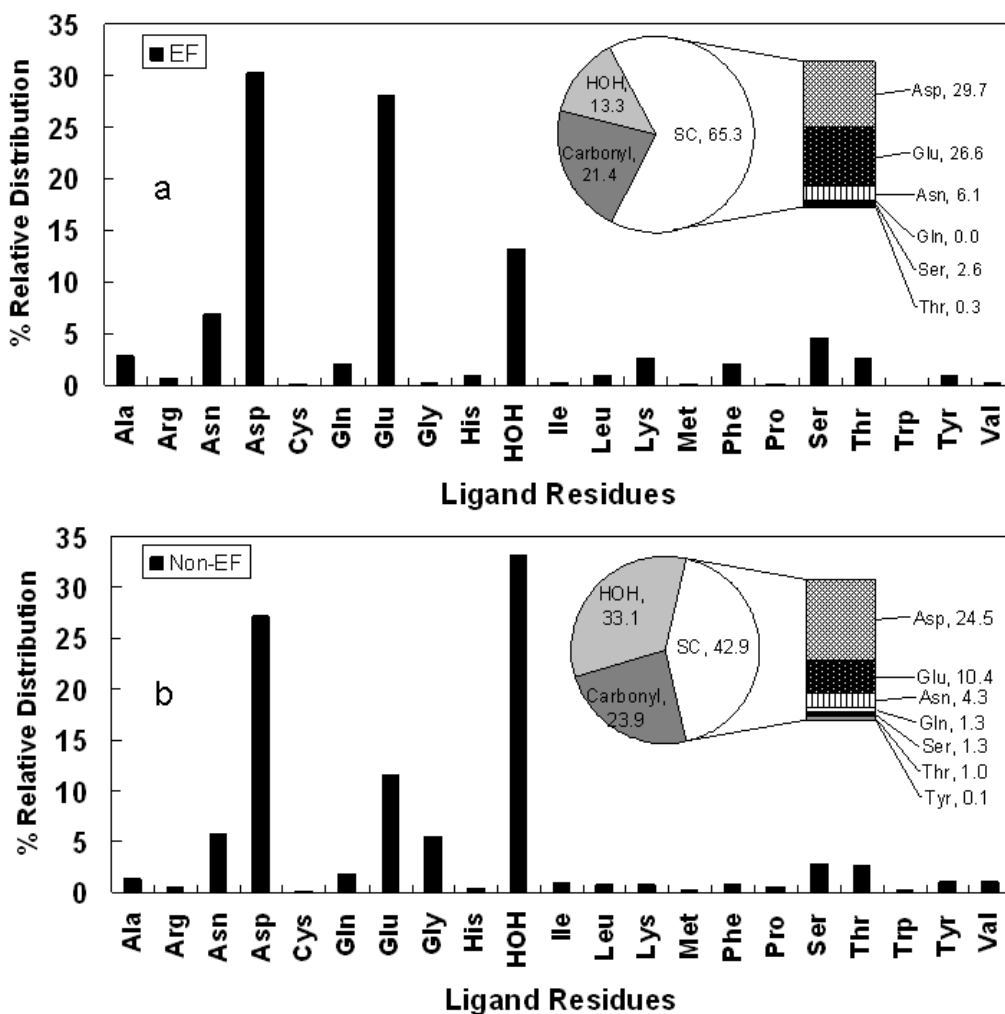 35
30
25
20
15
10
5
0
% Relative Distribution
EF
a
HOH,
13.3
Carbonyl,
21.4
SC, 65.3
Asp, 29.7
Glu, 26.6
Asn, 6.1
Gln, 0.0
Ser, 2.6
Thr, 0.3
Ala
Arg
Asn
Asp
Cys
Gln
Glu
Gly
His
HOH
Ile
Leu
Lys
Met
Phe
Pro
Ser
Thr
Trp
Tyr
Val
Ligand Residues
35
30
25
20
15
10
5
0
% Relative Distribution
Non-EF
b
HOH,
33.1
Carbonyl,
23.9
SC, 42.9
Asp, 24.5
Glu, 10.4
Asn, 4.3
Gln, 1.3
Ser, 1.3
Thr, 1.0
Tyr, 0.1
Ala
Arg
Asn
Asp
Cys
Gln
Glu
Gly
His
HOH
Ile
Leu
Lys
Met
Phe
Pro
Ser
Thr
Trp
Tyr
Val
Ligand Residues